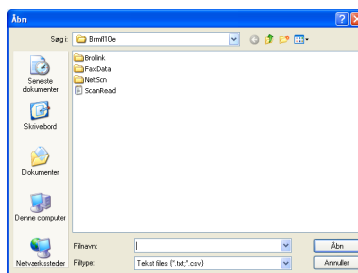 Åbn
Søg i:
Brmfl10e
Brolink
FaxData
NetScn
ScanRead
Seneste
dokumenter
Skrivebord
Dokumenter
Denne computer
Netværkssteder
Filnavn:
Åbn
Filtype:
Tekst files (*.txt;*.csv)
Annuller